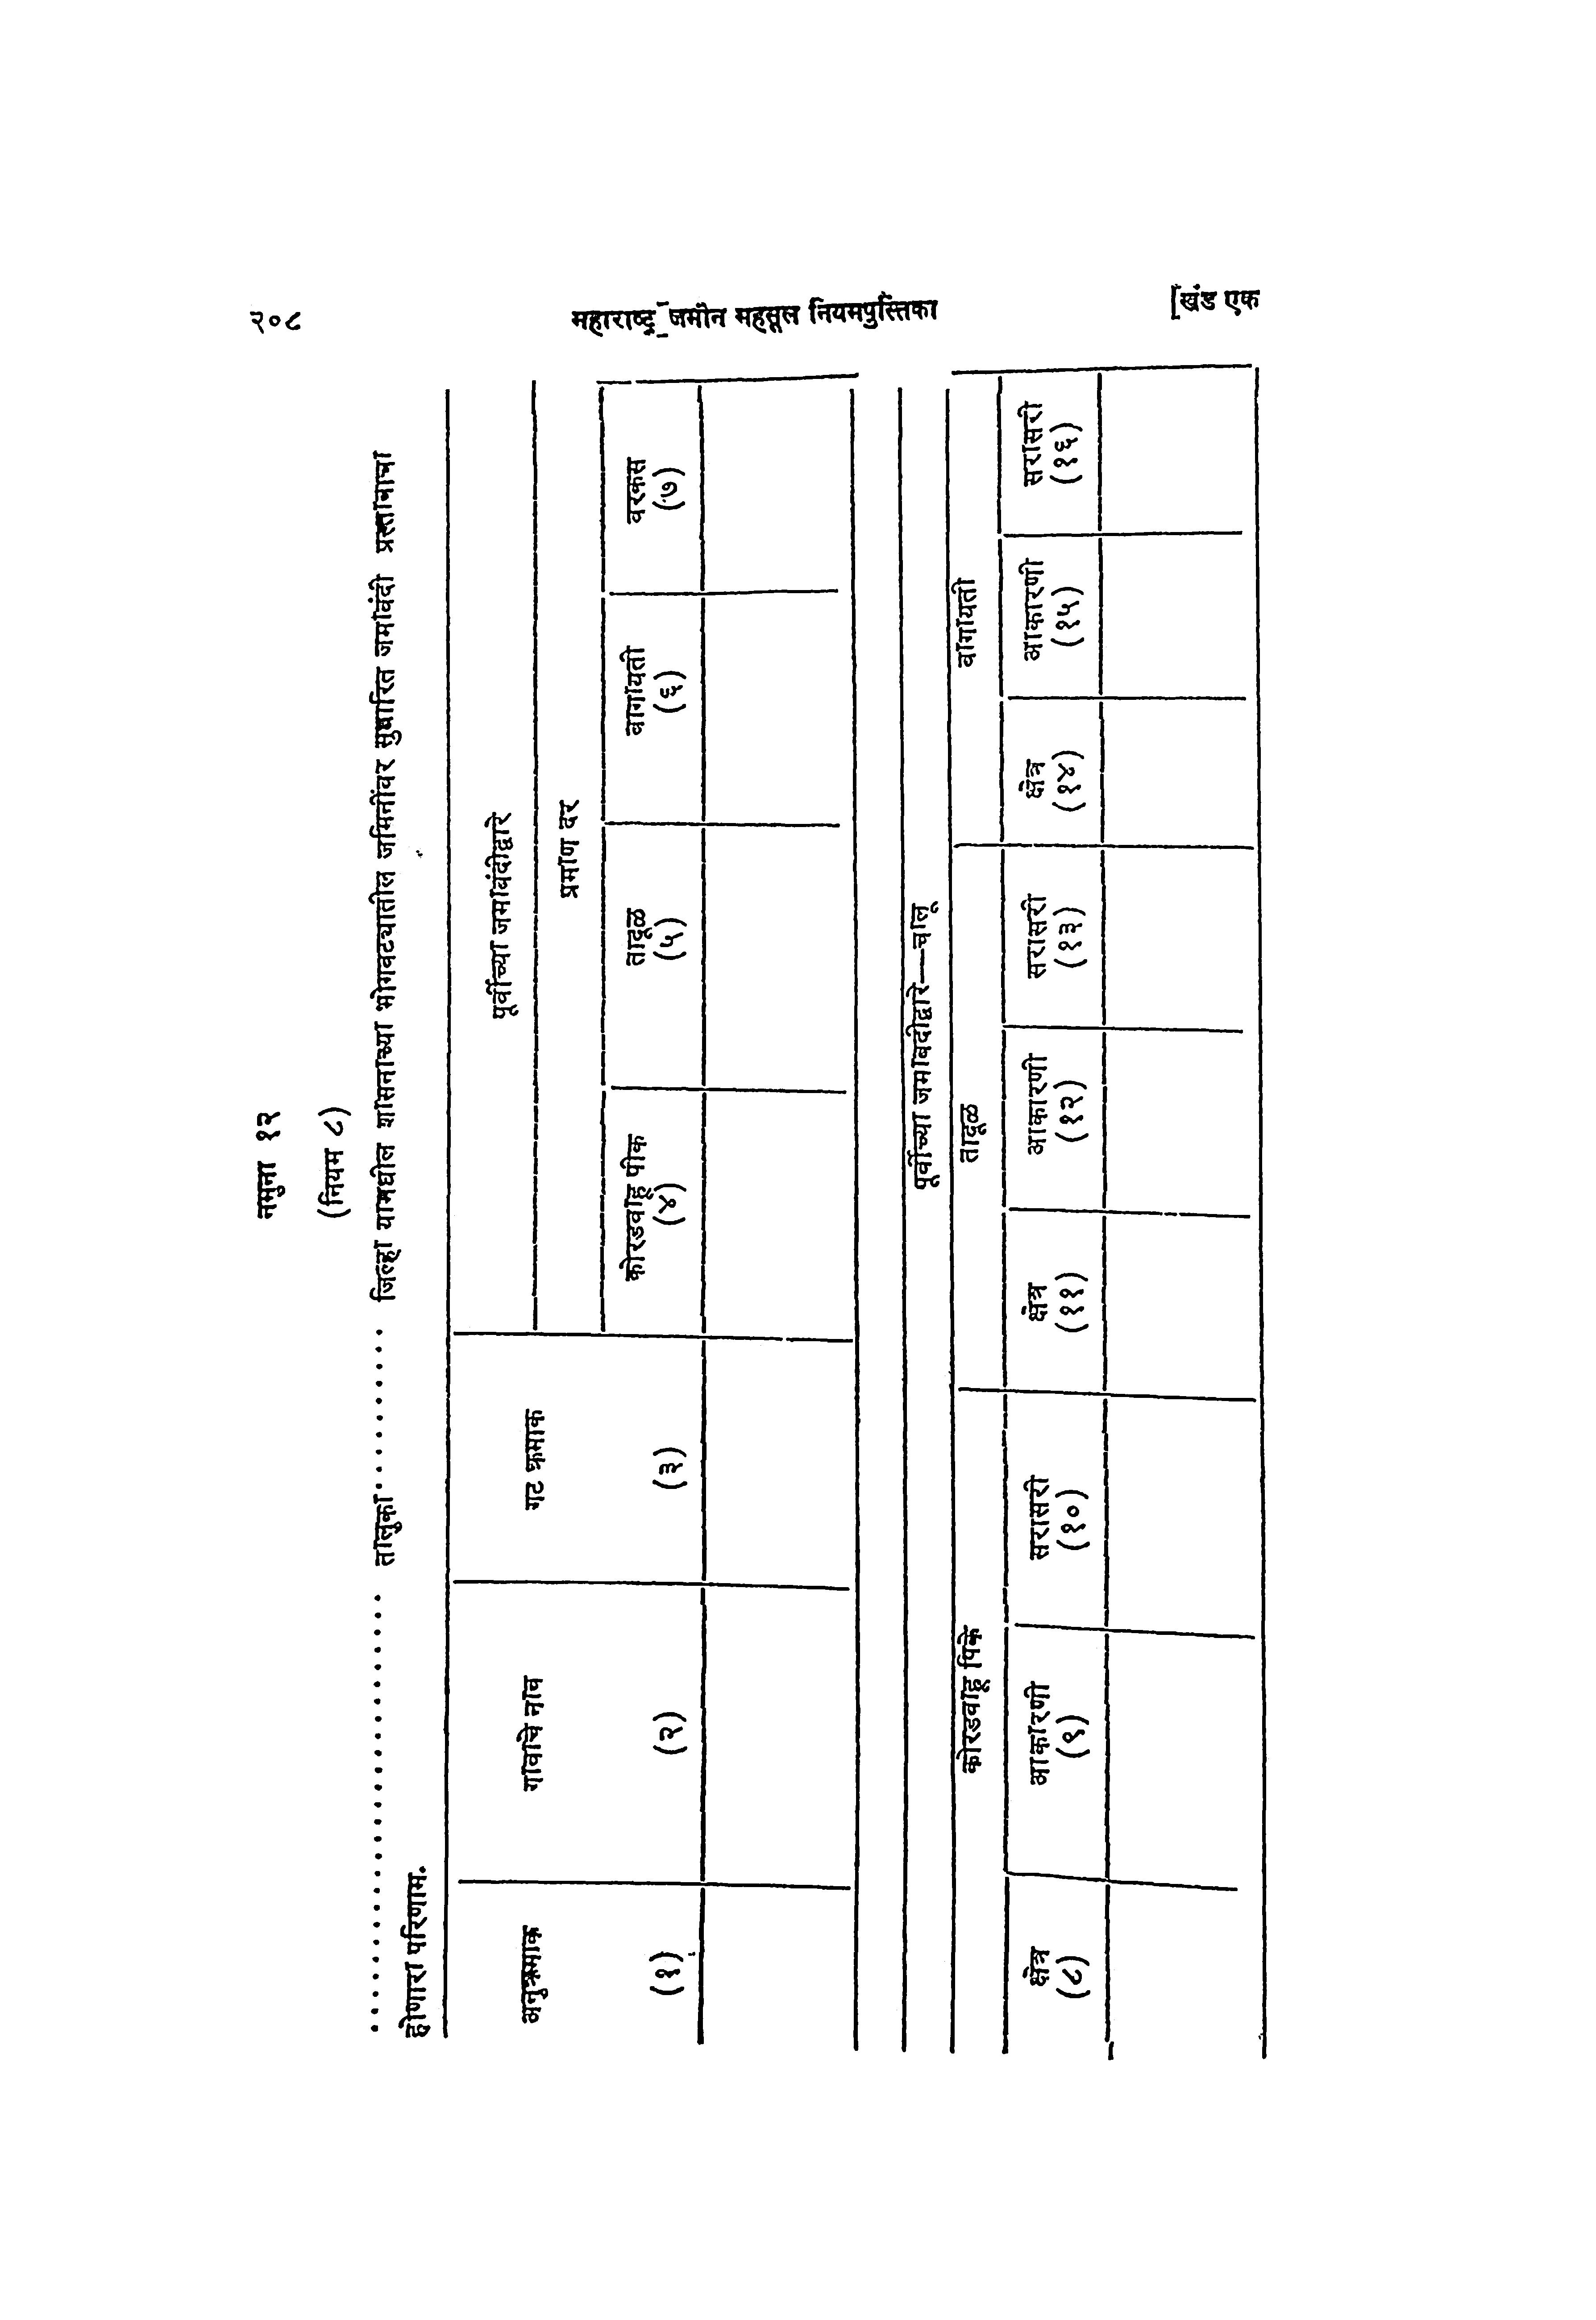 २०८ महाराष्ट्र जमीन महसूल नियमपुस्तिका [खंड एक
नमुना १२
(नियम ८)
............................ तालुका........... जिल्हा यामधील शासनाच्या भोगवट्यातील जमिनींवर सुधारित जमाबंदी प्रस्तावाचा
होणारा परिणाम.
पूर्वीच्या जमाबंदीद्वारे
अनुक्रमाक गावाचे नांव गट क्रमाक
प्रमाण दर
कोरडवाहू पीक तादूळ बागायती वरकस
(१) (२) (३) (४) (५) (६) (७)
पूर्वीच्या जमाबदीद्वारे—चालू
कोरडवाहू पिके तादूळ बागायती
क्षेत्र आकारणी सरासरी क्षेत्र आकारणी सरासरी क्षेत्र आकारणी सरासरी
(८) (९) (१०) (११) (१२) (१३) (१४) (१५) (१६)